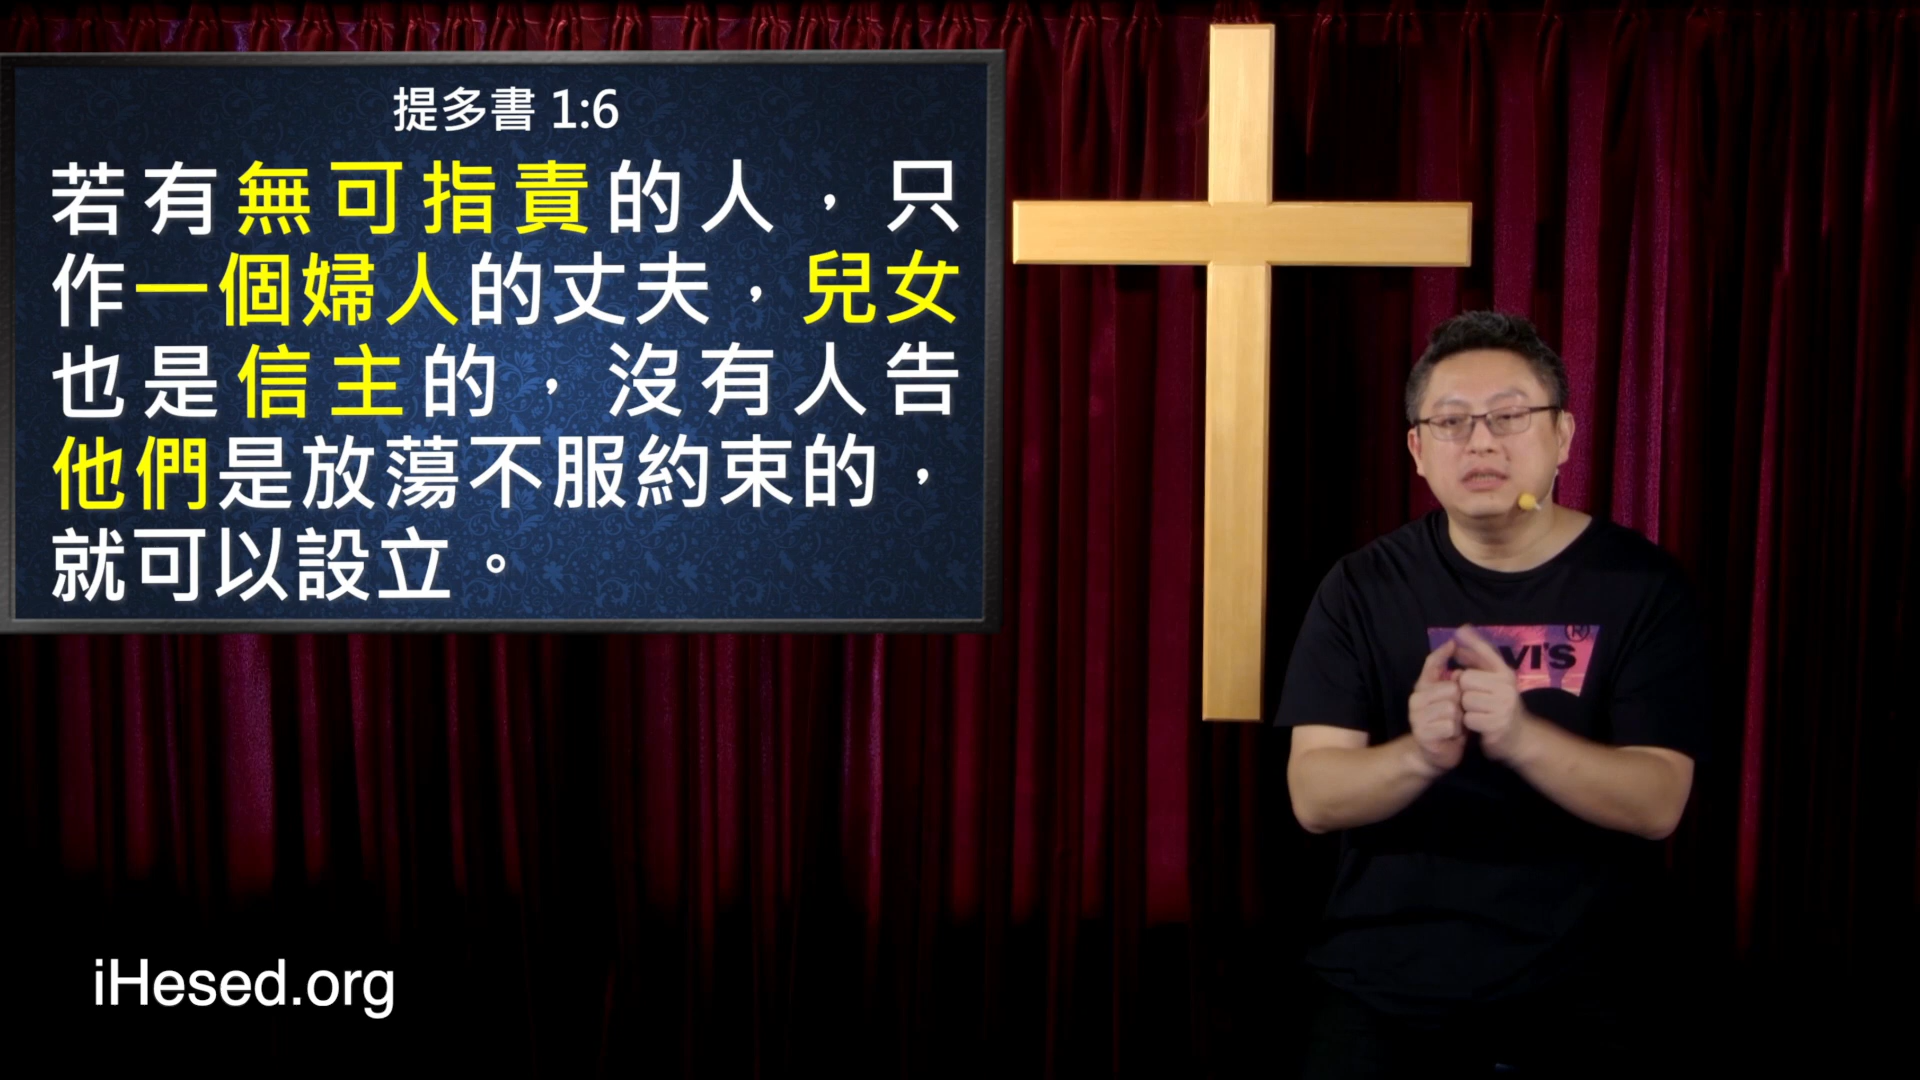 提多書 1:6
若有無可指責的人，只
作一個婦人的丈夫，兒女
也是信主的，沒有人告
他們是放蕩不服約束的，
就可以設立。
VI'S
®
iHesed.org